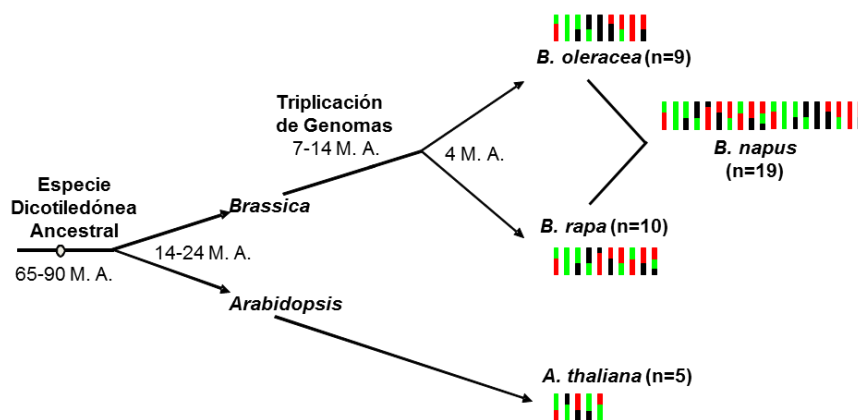 B. oleracea (n=9)
Triplicación
de Genomas
7-14 M. A.
4 M. A.
B. napus
(n=19)
Especie
Dicotiledónea
Ancestral
Brassica
B. rapa (n=10)
14-24 M. A.
65-90 M. A.
Arabidopsis
A. thaliana (n=5)